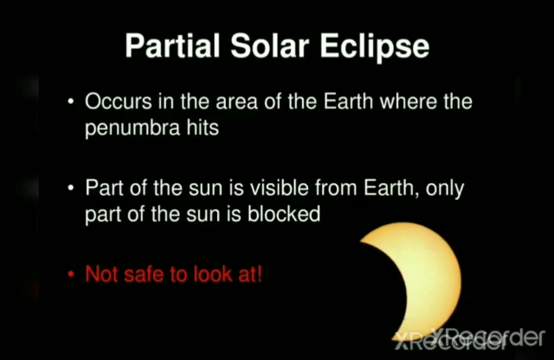 Partial Solar Eclipse
• Occurs in the area of the Earth where the
penumbra hits
• Part of the sun is visible from Earth, only
part of the sun is blocked
• Not safe to look at!
XRecorder
XRecorder